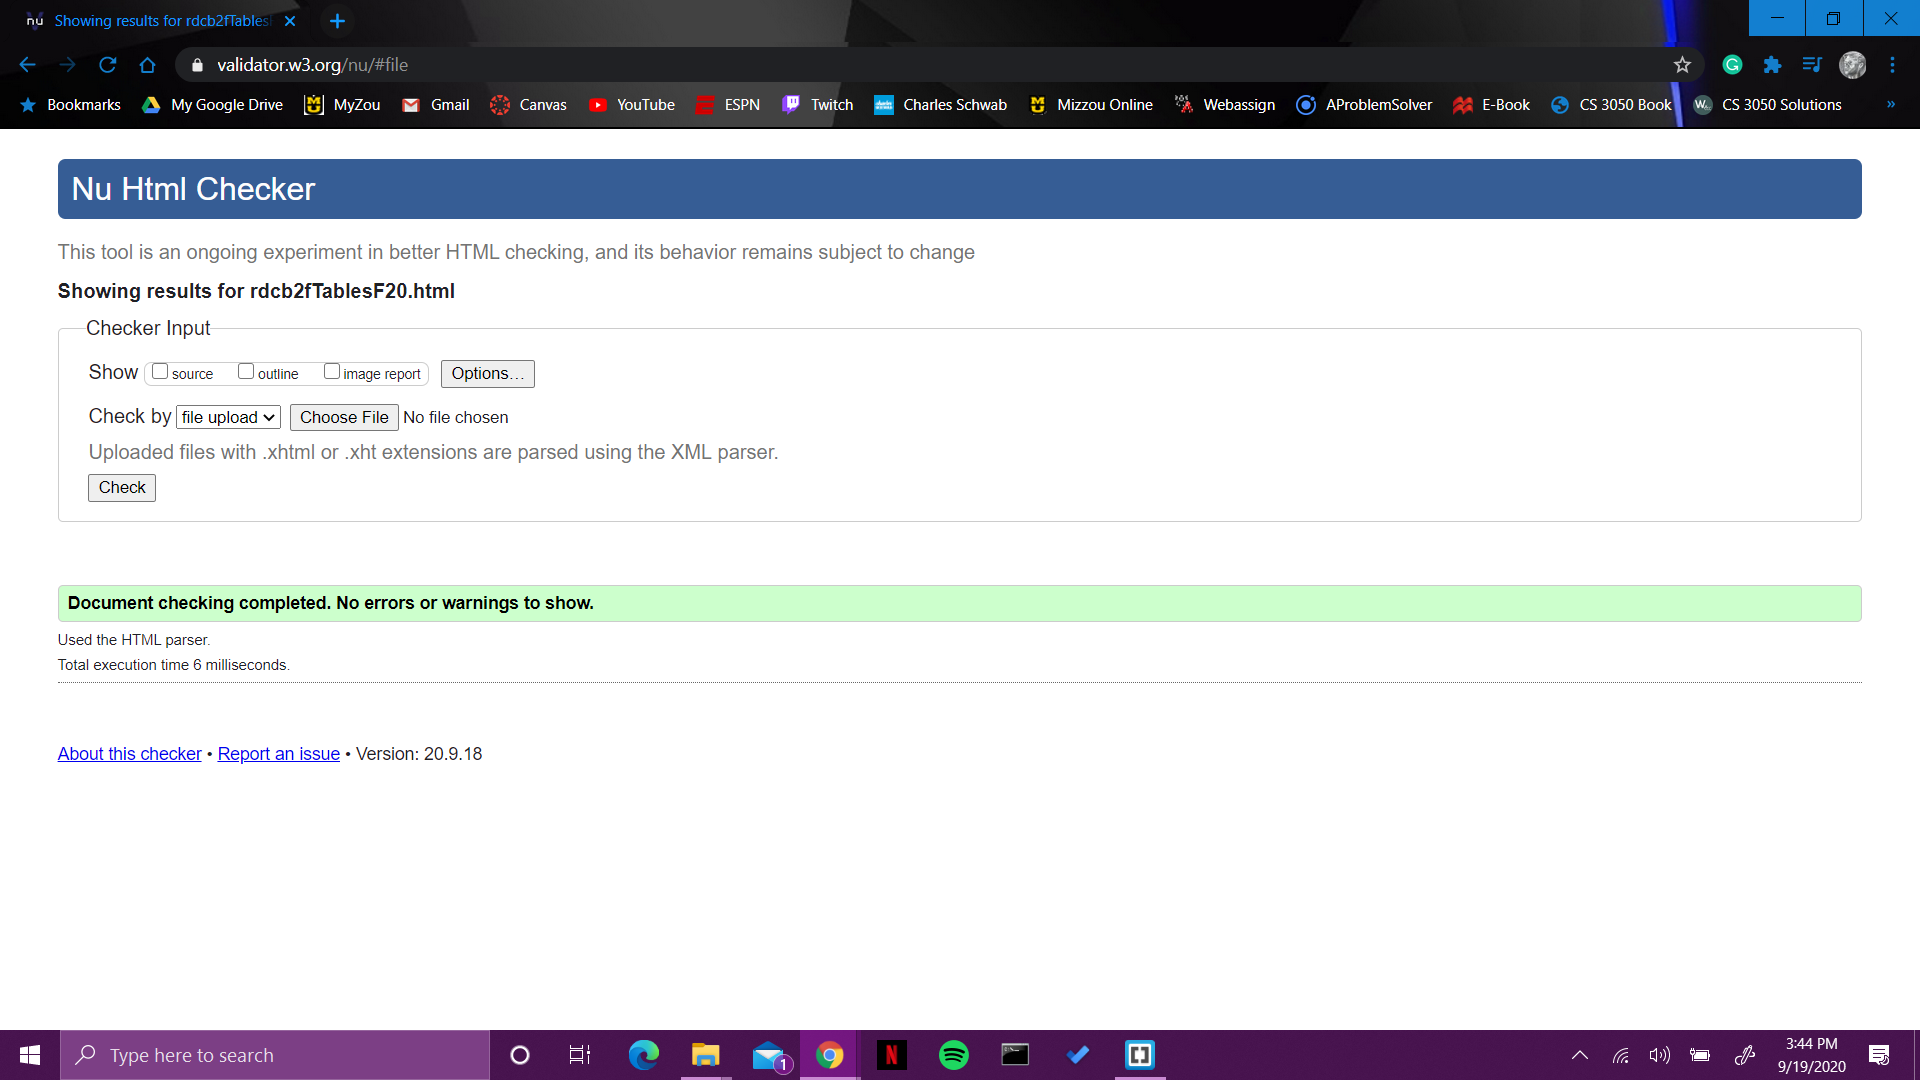 nu Showing results for rdcb2fTables
validator.w3.org/nu/#file
Bookmarks My Google Drive MyZou Gmail Canvas YouTube ESPN Twitch Charles Schwab Mizzou Online Webassign AProblemSolver E-Book CS 3050 Book CS 3050 Solutions »
Nu Html Checker
This tool is an ongoing experiment in better HTML checking, and its behavior remains subject to change
Showing results for rdcb2fTablesF20.html
Checker Input
Show source outline image report Options…
Check by file upload Choose File No file chosen
Uploaded files with .xhtml or .xht extensions are parsed using the XML parser.
Check
Document checking completed. No errors or warnings to show.
Used the HTML parser.
Total execution time 6 milliseconds.
About this checker • Report an issue • Version: 20.9.18
Type here to search
1
3:44 PM
9/19/2020